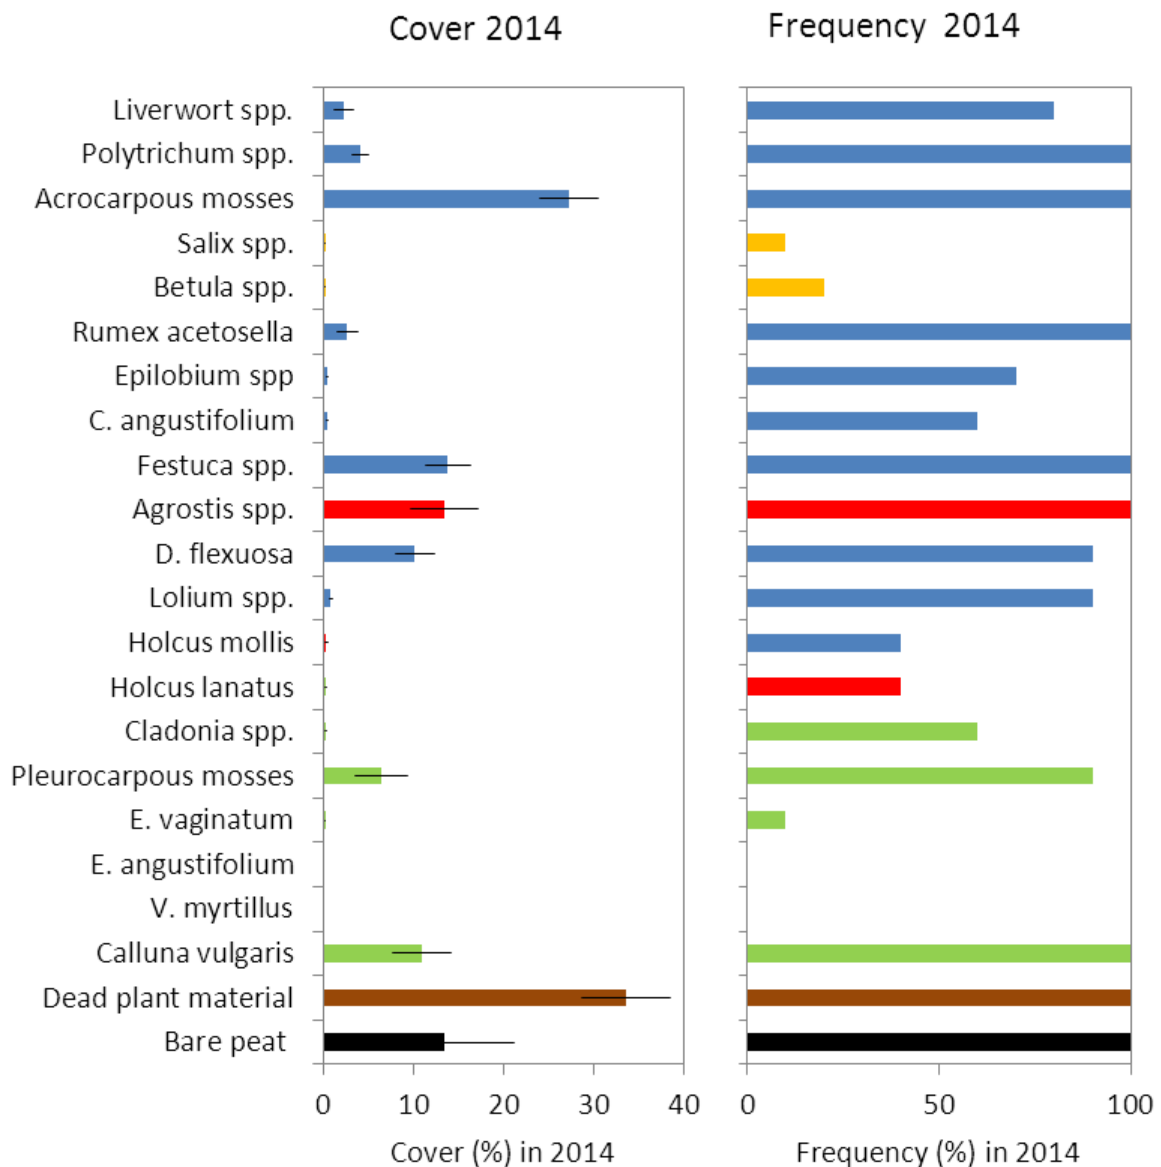 Cover 2014
Frequency 2014
Liverwort spp.
Polytrichum spp.
Acrocarpous mosses
Salix spp.
Betula spp.
Rumex acetosella
Epilobium spp
C. angustifolium
Festuca spp.
Agrostis spp.
D. flexuosa
Lolium spp.
Holcus mollis
Holcus lanatus
Cladonia spp.
Pleurocarpous mosses
E. vaginatum
E. angustifolium
V. myrtillus
Calluna vulgaris
Dead plant material
Bare peat
0 10 20 30 40
0 50 100
Cover (%) in 2014
Frequency (%) in 2014